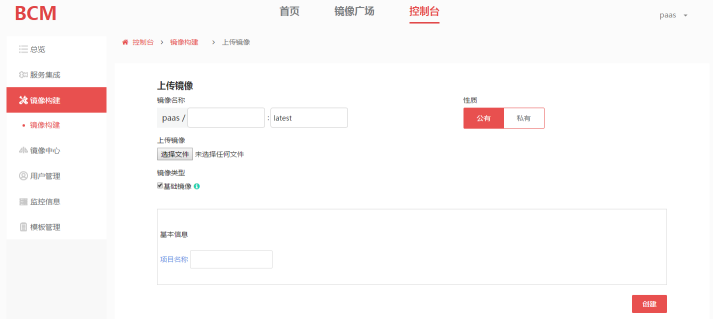 BCM 首页 镜像广场 控制台 paas
总览
服务集成
镜像构建
镜像构建
镜像中心
用户管理
监控信息
模板管理
控制台 > 镜像构建 > 上传镜像
上传镜像
镜像名称 性质
paas / : latest 公有 私有
上传镜像
选择文件 未选择任何文件
镜像类型
基础镜像
基本信息
项目名称
创建